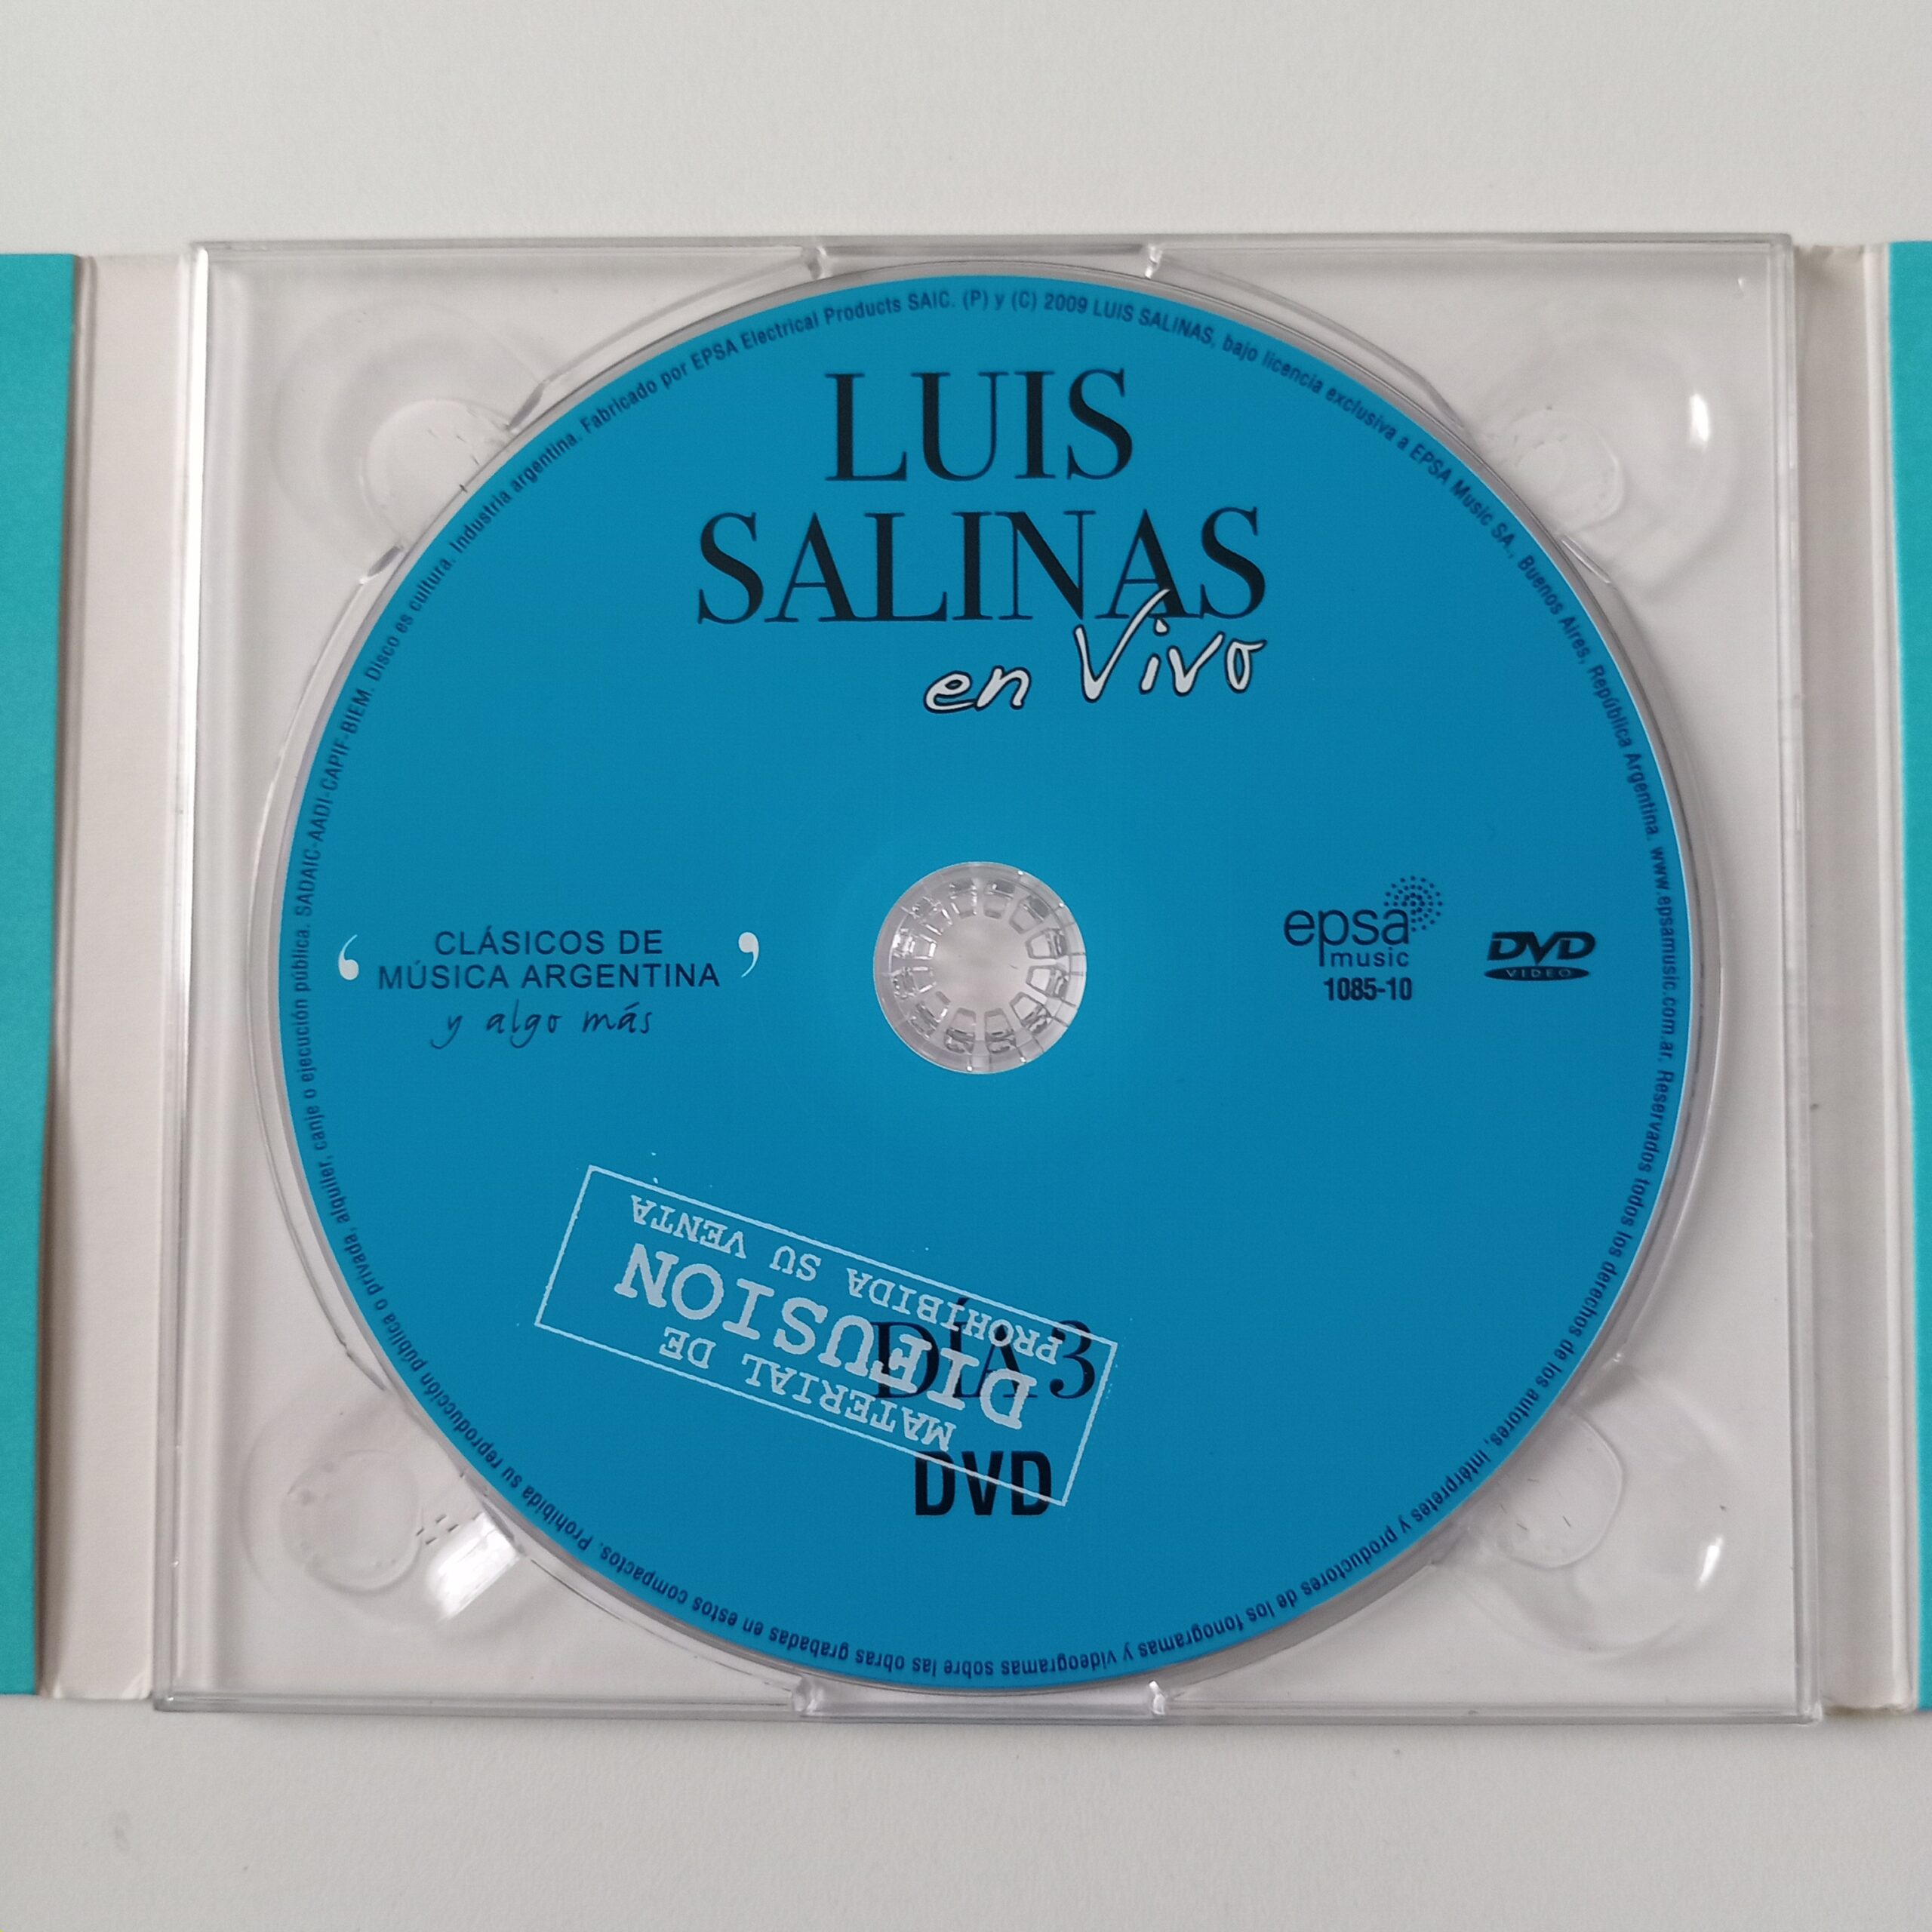 LUIS
SALINAS
en Vivo
‘ CLÁSICOS DE
MÚSICA ARGENTINA ’
y algo más
epsa
music
1085-10
DVD
VIDEO
MATERIAL DE
DIFUSION
PROHIBIDA SU VENTA
DÍA 3
DVD
Industria argentina. Fabricado por EPSA Electrical Products SAIC. (P) y (C) 2009 LUIS SALINAS, bajo licencia exclusiva a EPSA Music SA., Buenos Aires, República Argentina. www.epsamusic.com.ar. Reservados todos los derechos de los autores, intérpretes y productores de los fonogramas y videogramas sobre las obras grabadas en estos compactos. Prohibida su reproducción pública o privada, alquiler, canje o ejecución pública. SADAIC-AADI-CAPIF-BIEM. Disco es cultura.